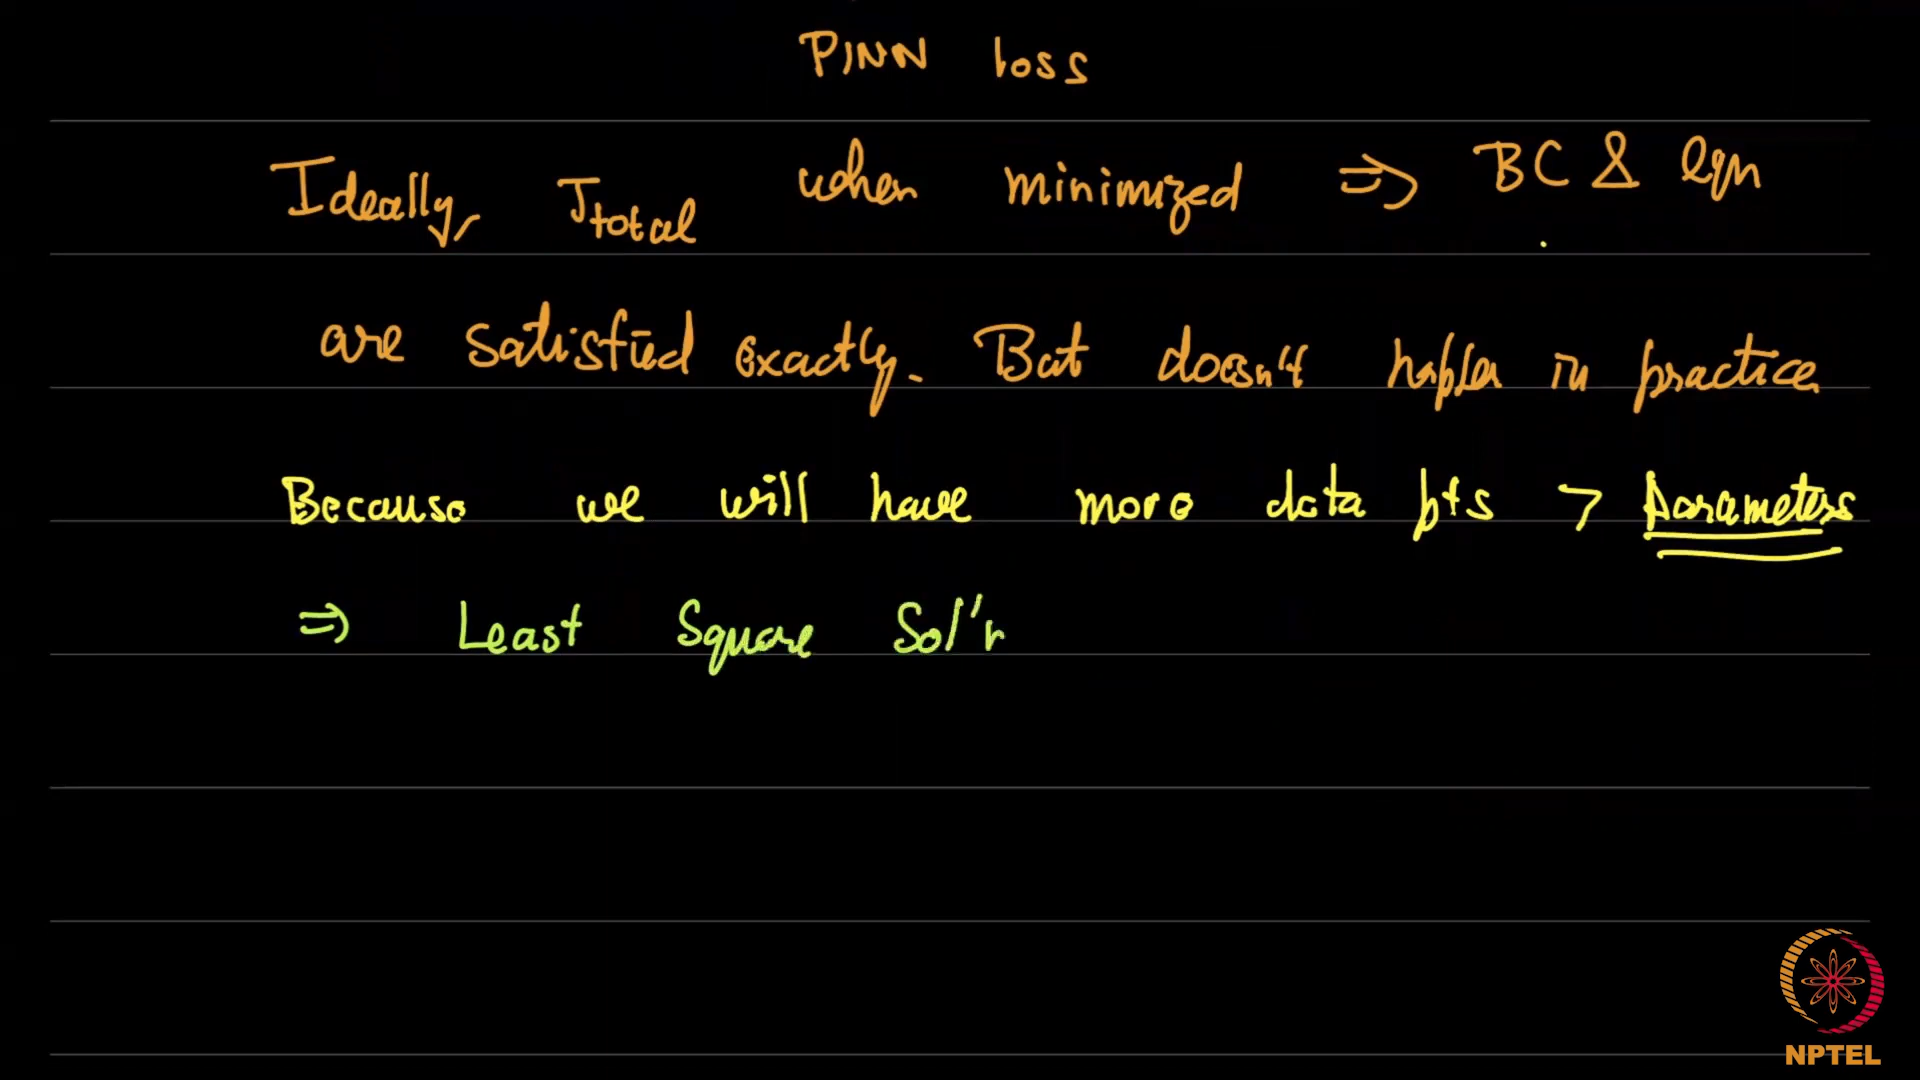 PINN loss
Ideally, Jtotal when minimized => BC & eqn
are satisfied exactly. But doesn't happen in practice
Because we will have more data pts > parameters
=> Least Square Sol'n
NPTEL